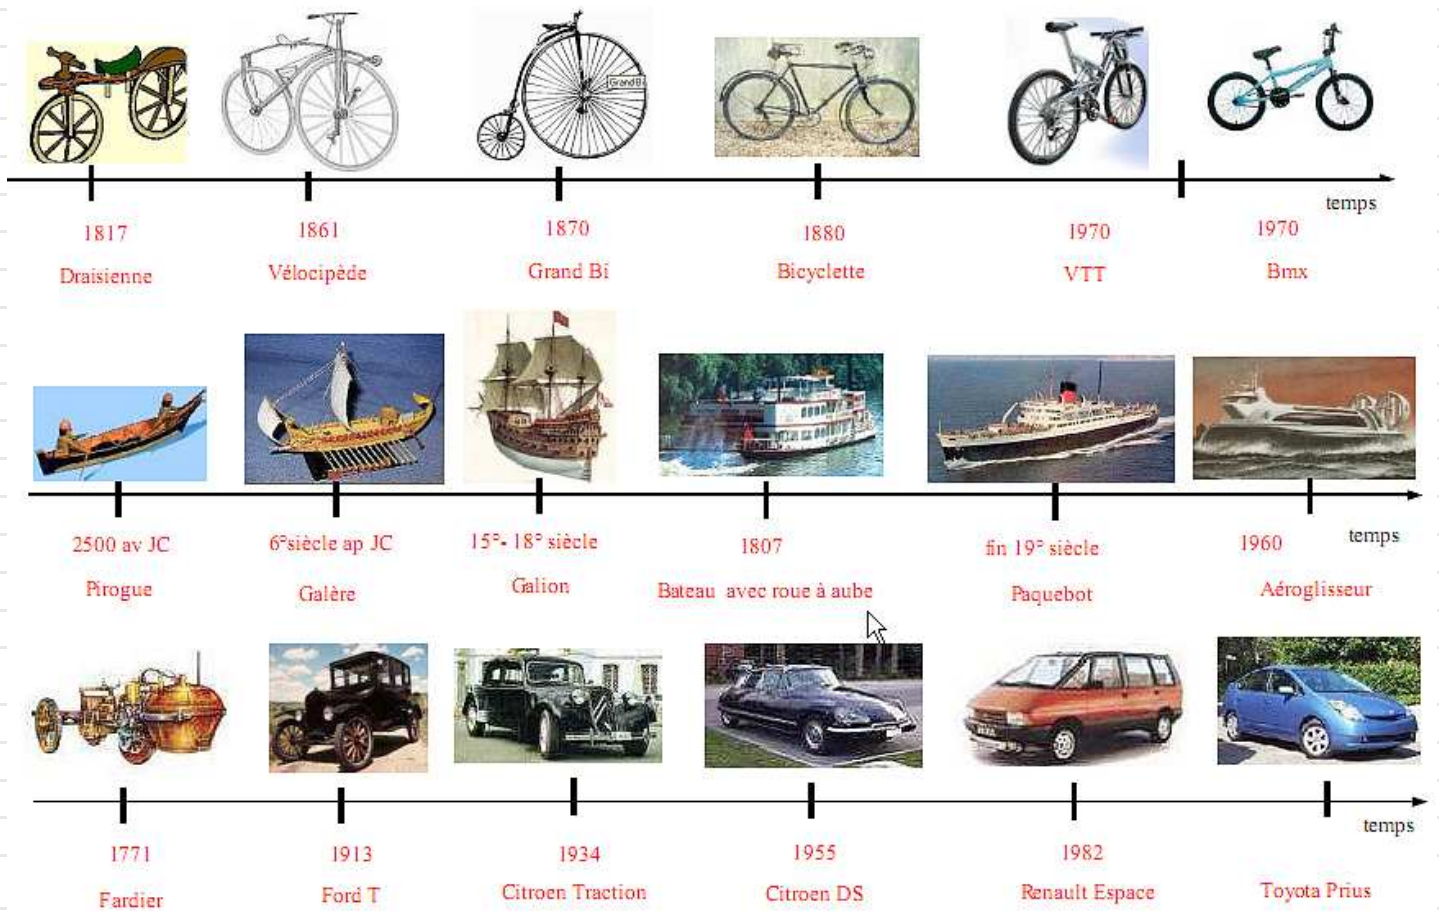 Grand Bi
temps
1817 1861 1870 1880 1970 1970
Draisienne Vélocipède Grand Bi Bicyclette VTT Bmx
temps
2500 av JC 6°siècle ap JC 15°- 18° siècle 1807 fin 19° siècle 1960
Pirogue Galère Galion Bateau avec roue à aube Paquebot Aéroglisseur
temps
1771 1913 1934 1955 1982
Fardier Ford T Citroen Traction Citroen DS Renault Espace Toyota Prius